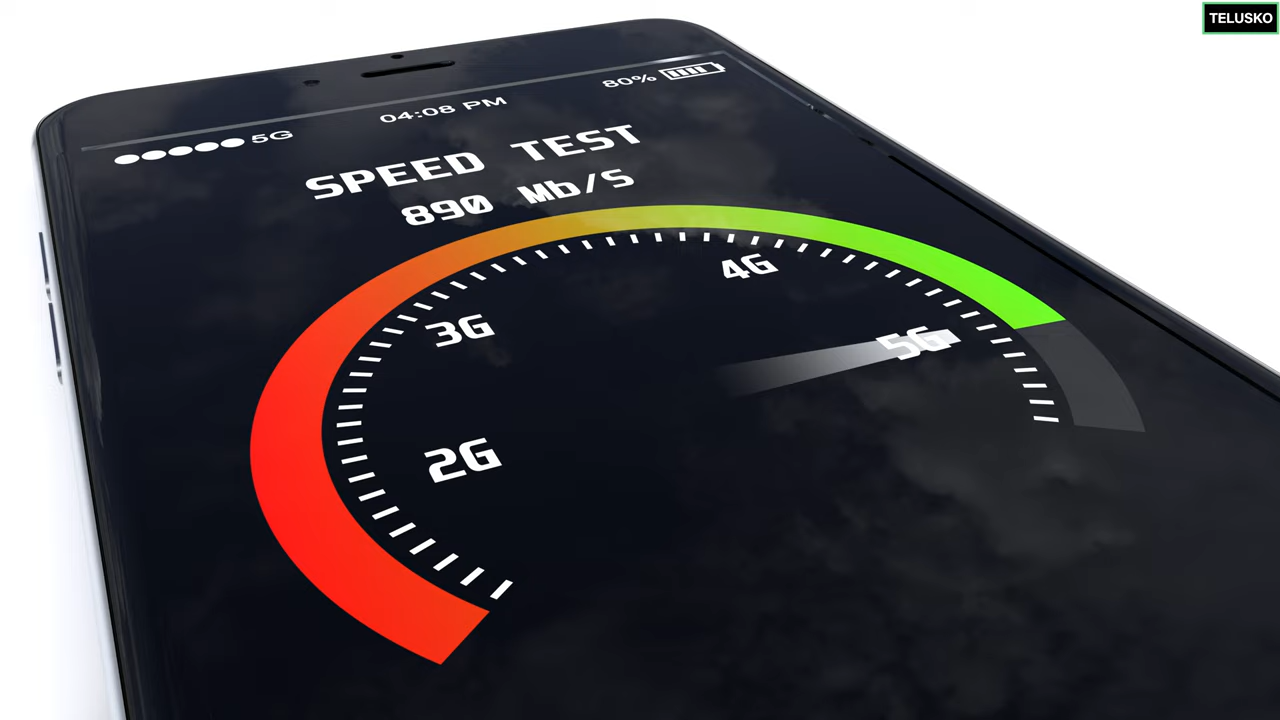 TELUSKO
5G
04:08 PM
80%
SPEED TEST
890 Mb/S
2G
3G
4G
5G